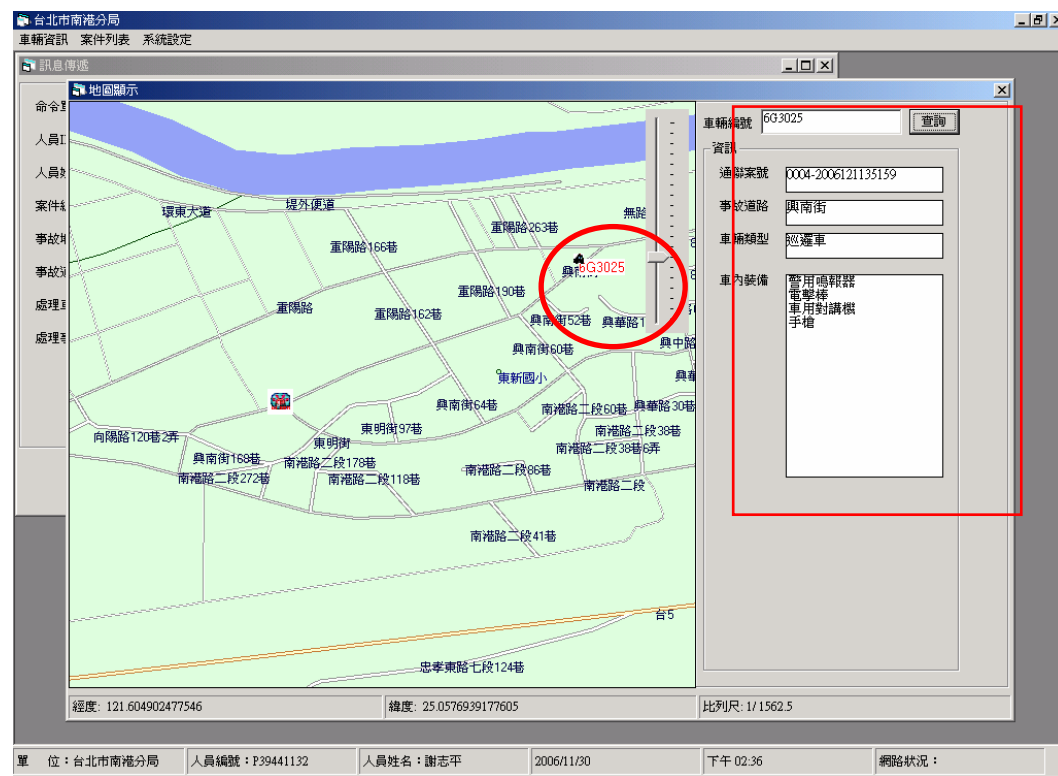 台北市南港分局
車輛資訊 案件列表 系統設定
訊息傳遞
地圖顯示
命令
人員
人員
案件
事故
事故
處理
處理
環東大道
堤外便道
重陽路263巷
無路
重陽路166巷
6G3025
重陽路190巷
重陽路
重陽路162巷
興南街52巷
興華路1
興中路
興南街60巷
東新國小
興南街64巷
南港路二段60巷
興華路30巷
向陽路120巷2弄
東明街
東明街97巷
南港路二段38巷
南港路二段38巷6弄
興南街168巷
南港路二段178巷
南港路二段86巷
南港路二段272巷
南港路二段118巷
南港路二段
南港路二段41巷
台5
忠孝東路七段124巷
車輛編號 6G3025 查詢
資訊
通聯案號 0004-2006121135159
事故道路 興南街
車輛類型 巡邏車
車內裝備 警用鳴報器
電擊棒
車用對講機
手槍
經度: 121.604902477546 緯度: 25.0576939177605 比列尺: 1/1562.5
單 位：台北市南港分局 人員編號：P39441132 人員姓名：謝志平 2006/11/30 下午 02:36 網路狀況：